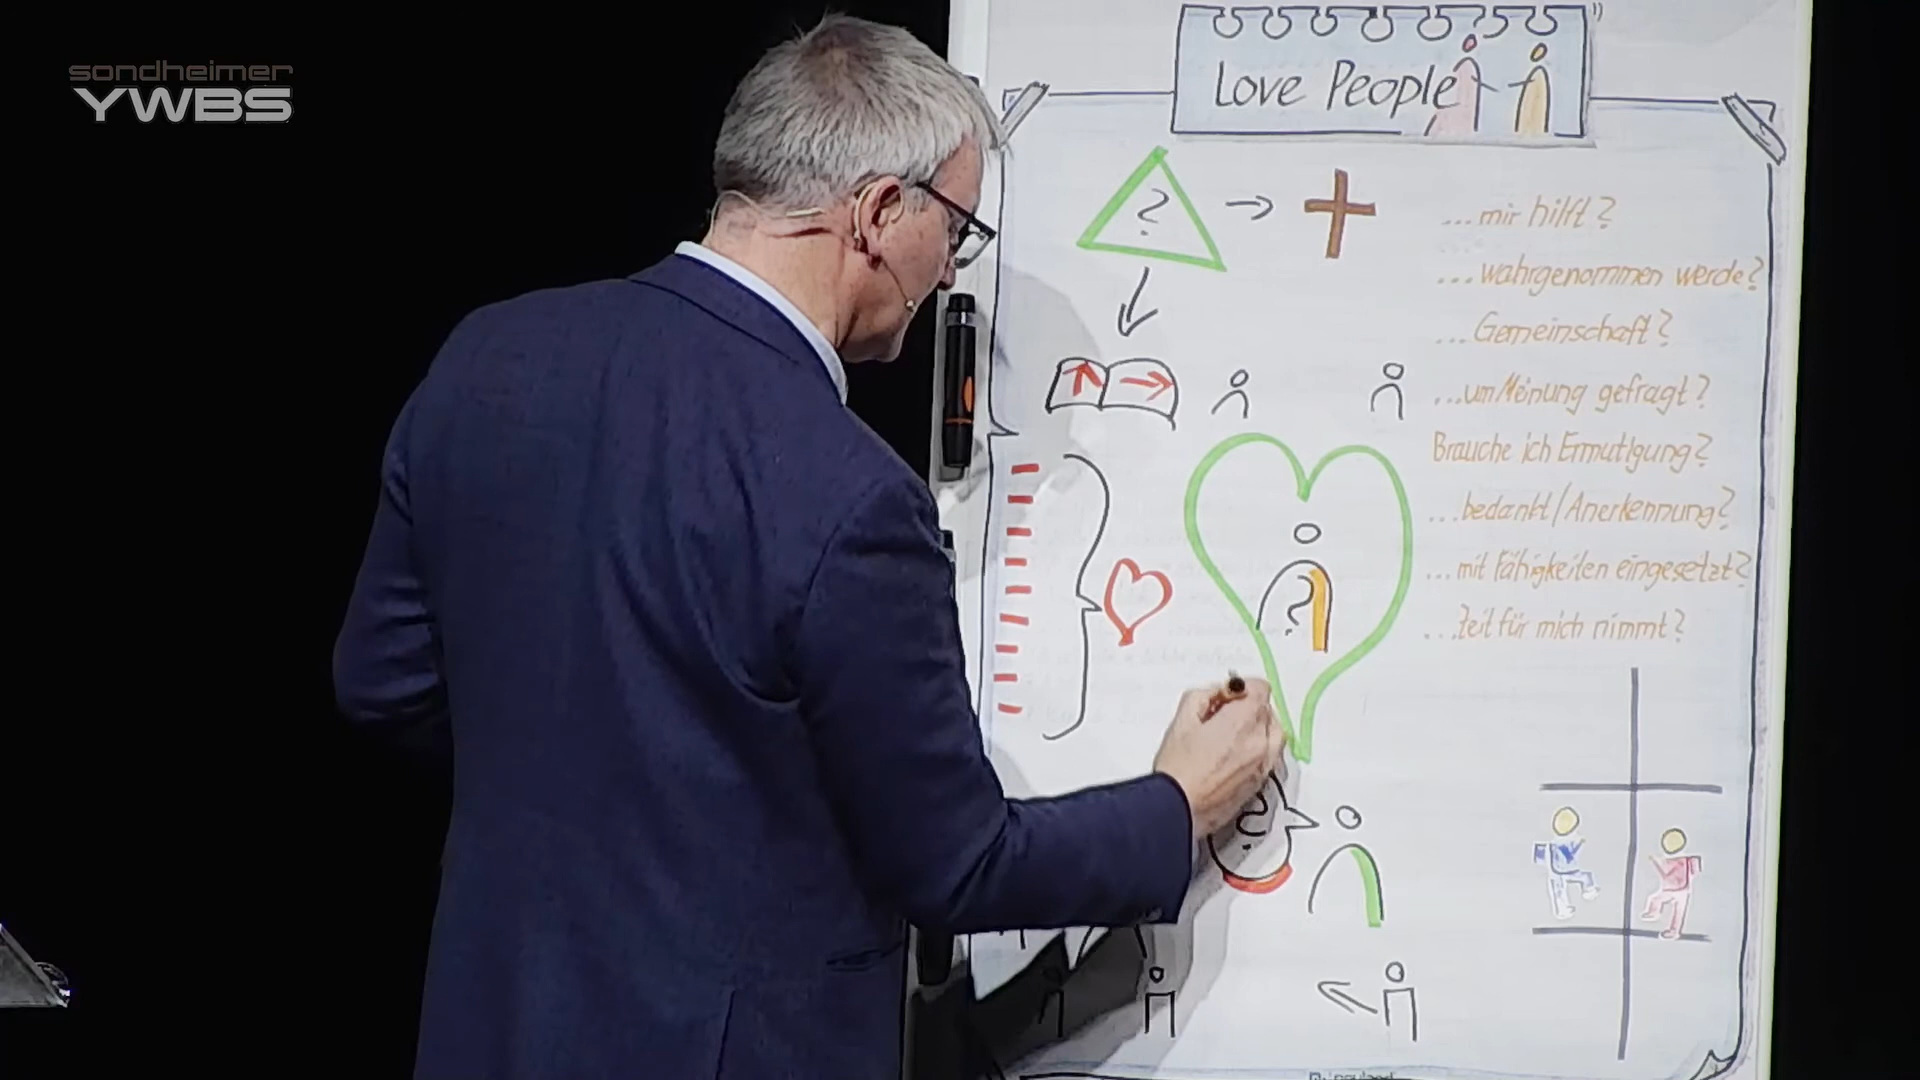 sondheimer
YWBS
Love People
?
...mir hilft?
...wahrgenommen werde?
...Gemeinschaft?
...um Meinung gefragt?
Brauche ich Ermutigung?
...bedankt/Anerkennung?
...mit Fähigkeiten eingesetzt?
...Zeit für mich nimmt?
?
?